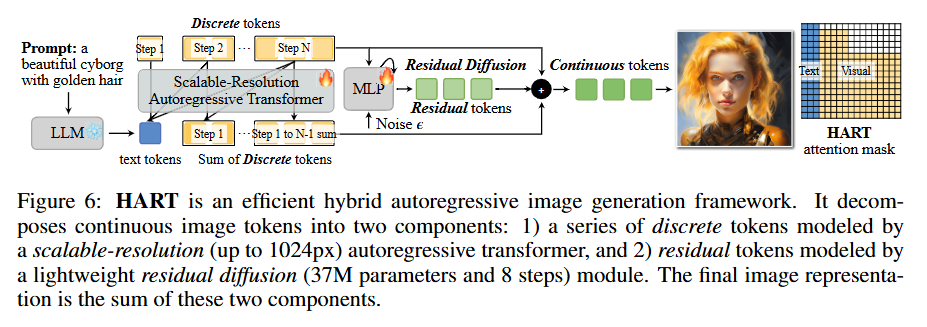 Discrete tokens
Prompt: a beautiful cyborg with golden hair
Step 1
Step 2
...
Step N
Scalable-Resolution
Autoregressive Transformer
LLM
text tokens
Step 1
...
Step 1 to N-1 sum
Sum of Discrete tokens
MLP
Noise ϵ
Residual Diffusion
Residual tokens
+
Continuous tokens
Text
Visual
HART
attention mask
Figure 6: HART is an efficient hybrid autoregressive image generation framework. It decom-
poses continuous image tokens into two components: 1) a series of discrete tokens modeled by
a scalable-resolution (up to 1024px) autoregressive transformer, and 2) residual tokens modeled by
a lightweight residual diffusion (37M parameters and 8 steps) module. The final image representa-
tion is the sum of these two components.